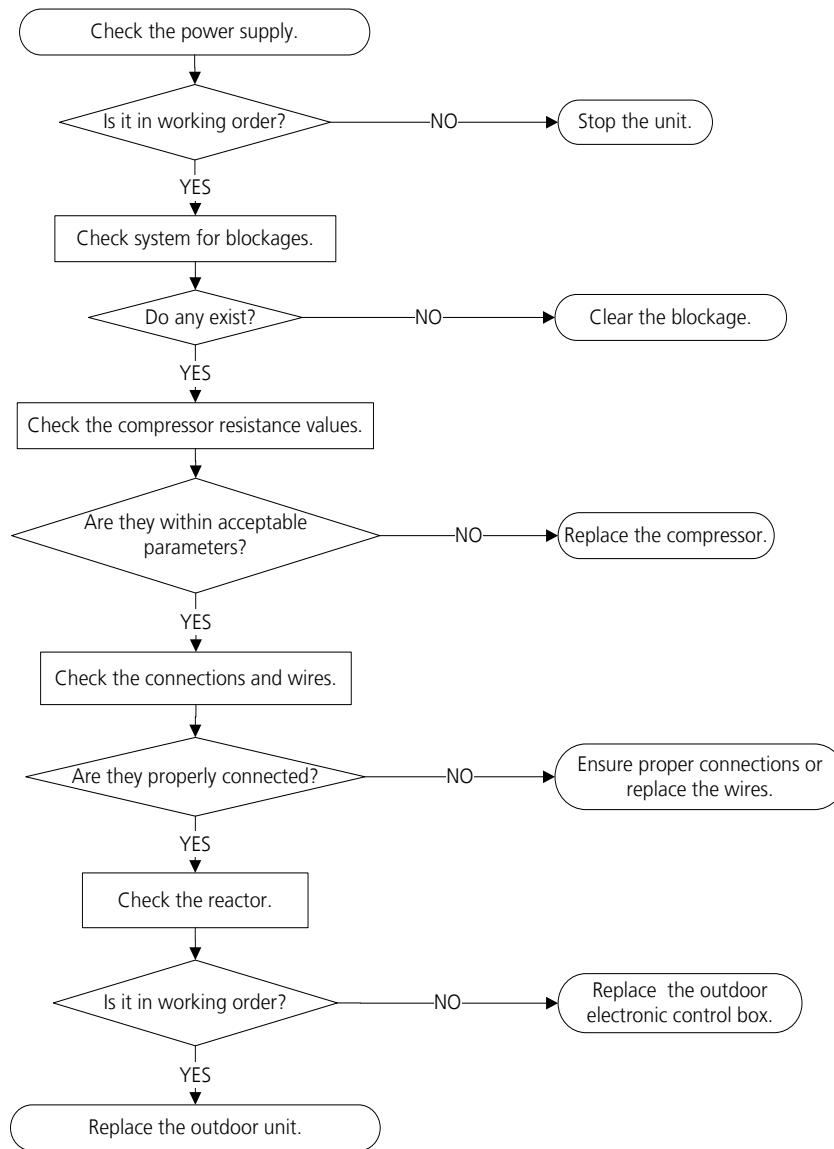 Check the power supply.
Is it in working order?
NO
Stop the unit.
YES
Check system for blockages.
Do any exist?
NO
Clear the blockage.
YES
Check the compressor resistance values.
Are they within acceptable
parameters?
NO
Replace the compressor.
YES
Check the connections and wires.
Are they properly connected?
NO
Ensure proper connections or
replace the wires.
YES
Check the reactor.
Is it in working order?
NO
Replace the outdoor
electronic control box.
YES
Replace the outdoor unit.